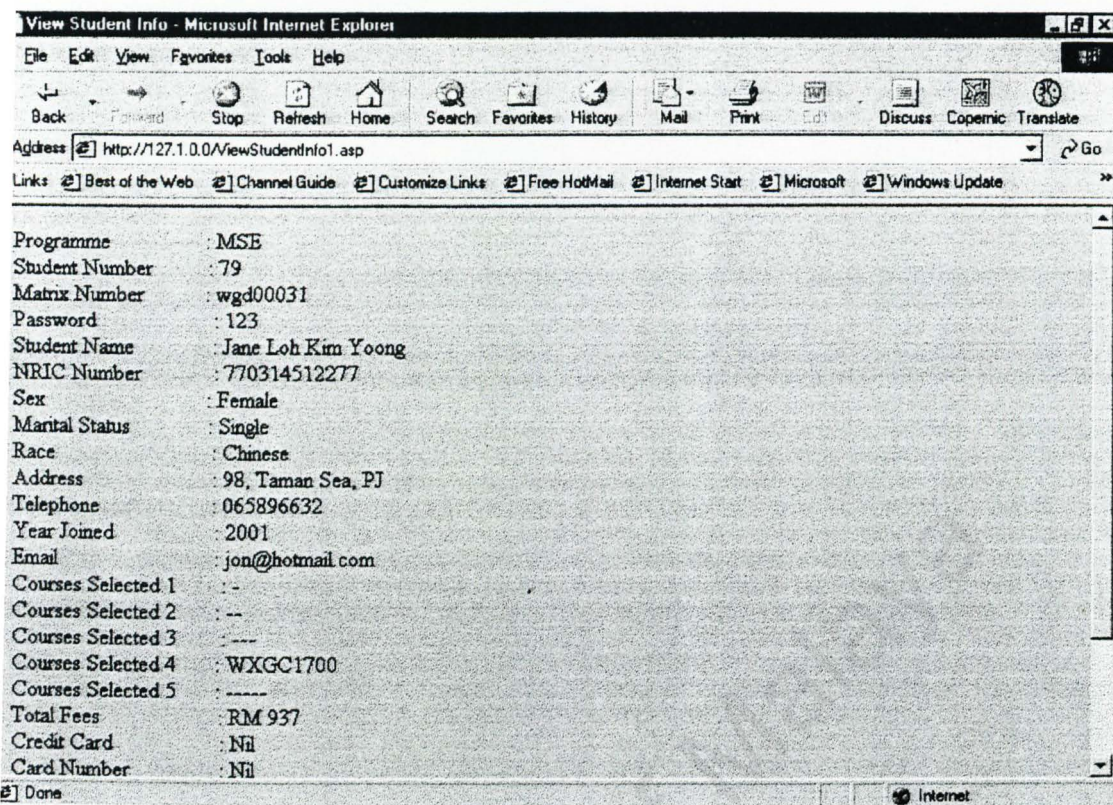 View Student Info - Microsoft Internet Explorer
File Edit View Favorites Tools Help
Back Forward Stop Refresh Home Search Favorites History Mail Print Edit Discuss Copernic Translate
Address http://127.1.0.0/ViewStudentInfo1.asp Go
Links Best of the Web Channel Guide Customize Links Free HotMail Internet Start Microsoft Windows Update »
Programme : MSE
Student Number : 79
Matrix Number : wgd00031
Password : 123
Student Name : Jane Loh Kim Yoong
NRIC Number : 770314512277
Sex : Female
Marital Status : Single
Race : Chinese
Address : 98, Taman Sea, PJ
Telephone : 065896632
Year Joined : 2001
Email : jon@hotmail.com
Courses Selected 1 : -
Courses Selected 2 : --
Courses Selected 3 : ---
Courses Selected 4 : WXGC1700
Courses Selected 5 : -----
Total Fees : RM 937
Credit Card : Nil
Card Number : Nil
Done Internet